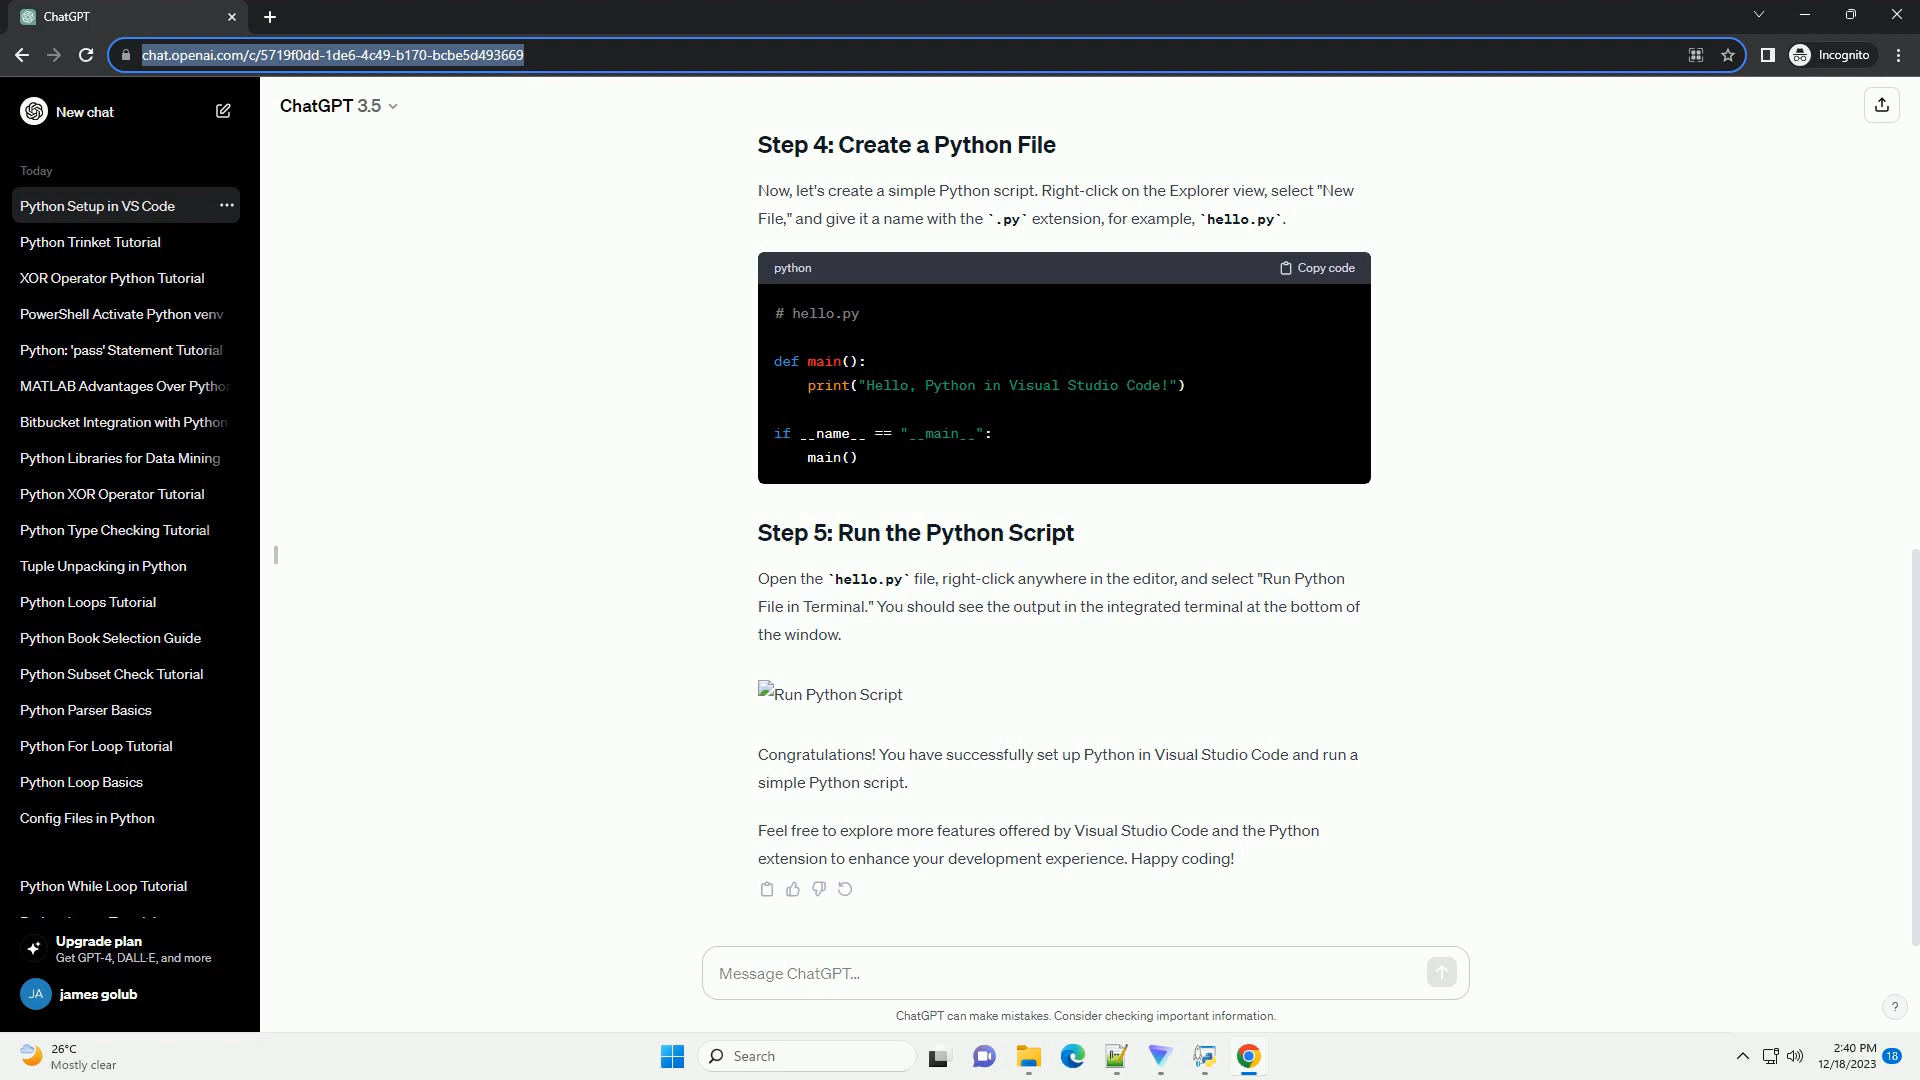 ChatGPT
chat.openai.com/c/5719f0dd-1de6-4c49-b170-bcbe5d493669
Incognito
New chat
ChatGPT 3.5
Today
Python Setup in VS Code
Python Trinket Tutorial
XOR Operator Python Tutorial
PowerShell Activate Python venv
Python: 'pass' Statement Tutorial
MATLAB Advantages Over Pytho
Bitbucket Integration with Python
Python Libraries for Data Mining
Python XOR Operator Tutorial
Python Type Checking Tutorial
Tuple Unpacking in Python
Python Loops Tutorial
Python Book Selection Guide
Python Subset Check Tutorial
Python Parser Basics
Python For Loop Tutorial
Python Loop Basics
Config Files in Python
Python While Loop Tutorial
Upgrade plan
Get GPT-4, DALL·E, and more
JA
james golub
Step 4: Create a Python File
Now, let's create a simple Python script. Right-click on the Explorer view, select "New
File," and give it a name with the `.py` extension, for example, `hello.py`.
python
Copy code
# hello.py
def main():
print("Hello, Python in Visual Studio Code!")
if __name__ == "__main__":
main()
Step 5: Run the Python Script
Open the `hello.py` file, right-click anywhere in the editor, and select "Run Python
File in Terminal." You should see the output in the integrated terminal at the bottom of
the window.
Run Python Script
Congratulations! You have successfully set up Python in Visual Studio Code and run a
simple Python script.
Feel free to explore more features offered by Visual Studio Code and the Python
extension to enhance your development experience. Happy coding!
Message ChatGPT...
ChatGPT can make mistakes. Consider checking important information.
?
26°C
Mostly clear
Search
2:40 PM
12/18/2023
18